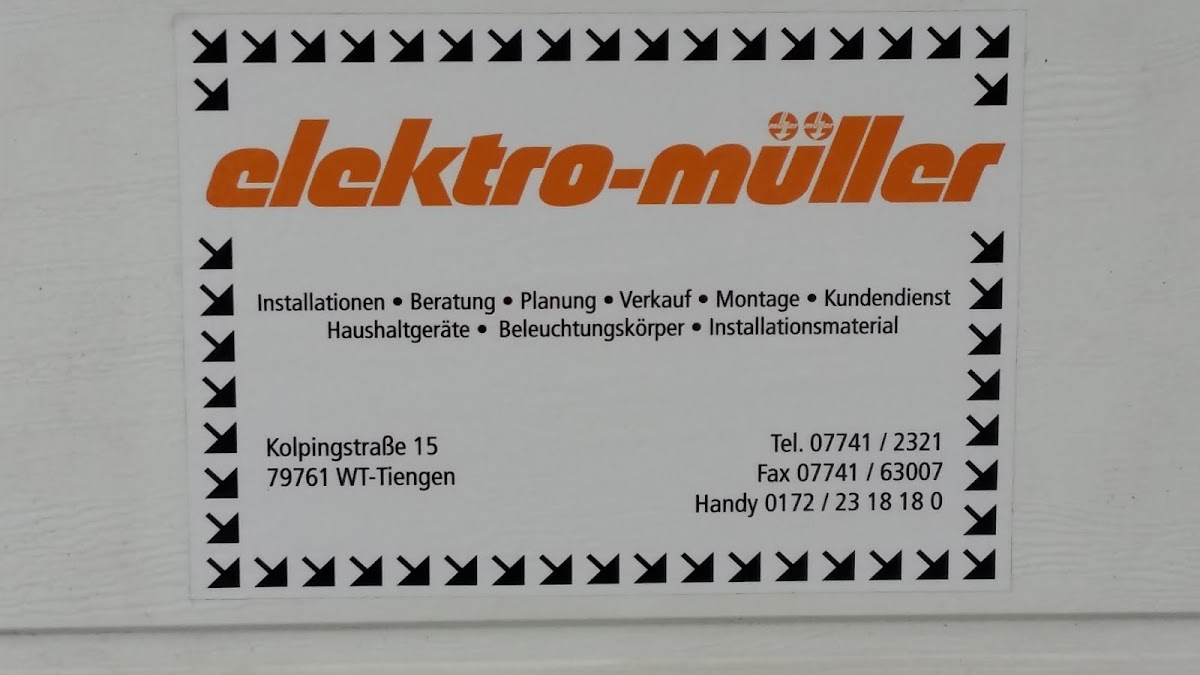 elektro-müller
Installationen • Beratung • Planung • Verkauf • Montage • Kundendienst
Haushaltgeräte • Beleuchtungskörper • Installationsmaterial
Kolpingstraße 15
79761 WT-Tiengen
Tel. 07741 / 2321
Fax 07741 / 63007
Handy 0172 / 23 18 18 0